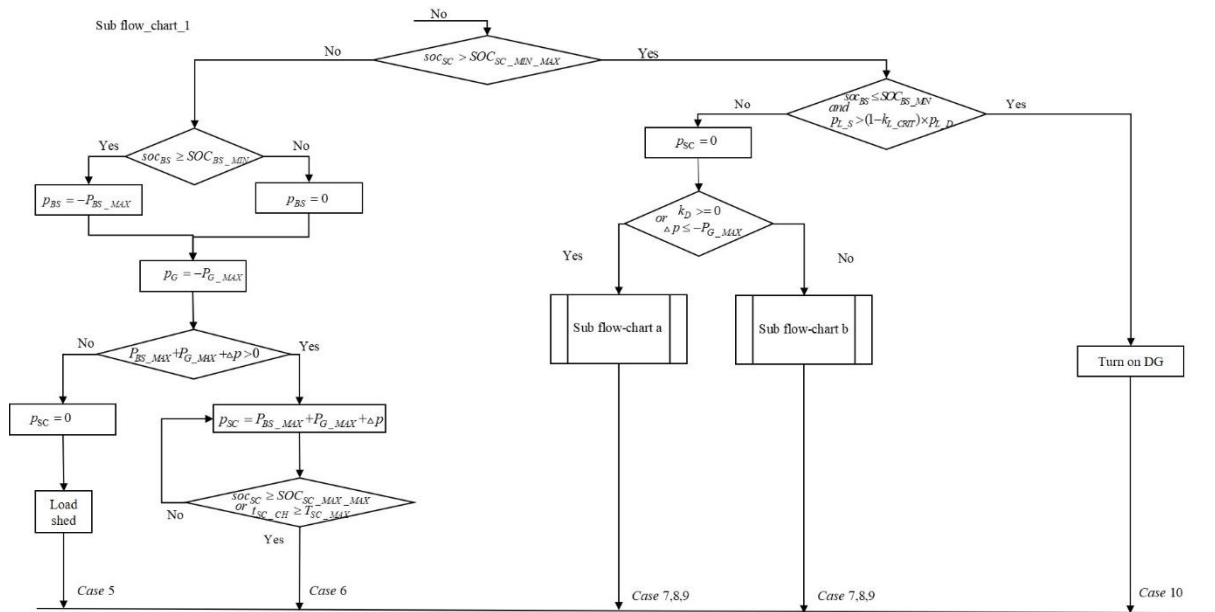 Sub flow_chart_1
No
soc_SC > SOC_SC_MIN_MAX
No
Yes
soc_BS ≤ SOC_BS_MIN
and
p_L_S > (1−k_L_CRIT) × p_L_D
No
Yes
p_SC = 0
soc_BS ≥ SOC_BS_MIN
Yes
No
p_BS = −P_BS_MAX
p_BS = 0
k_D >= 0
or
△p ≤ −P_G_MAX
Yes
No
p_G = −P_G_MAX
Sub flow-chart a
Sub flow-chart b
P_BS_MAX + P_G_MAX + △p > 0
No
Yes
Turn on DG
p_SC = 0
p_SC = P_BS_MAX + P_G_MAX + △p
soc_SC ≥ SOC_SC_MAX_MAX
or t_SC_CH ≥ T_SC_MAX
No
Yes
Load
shed
Case 5
Case 6
Case 7,8,9
Case 7,8,9
Case 10